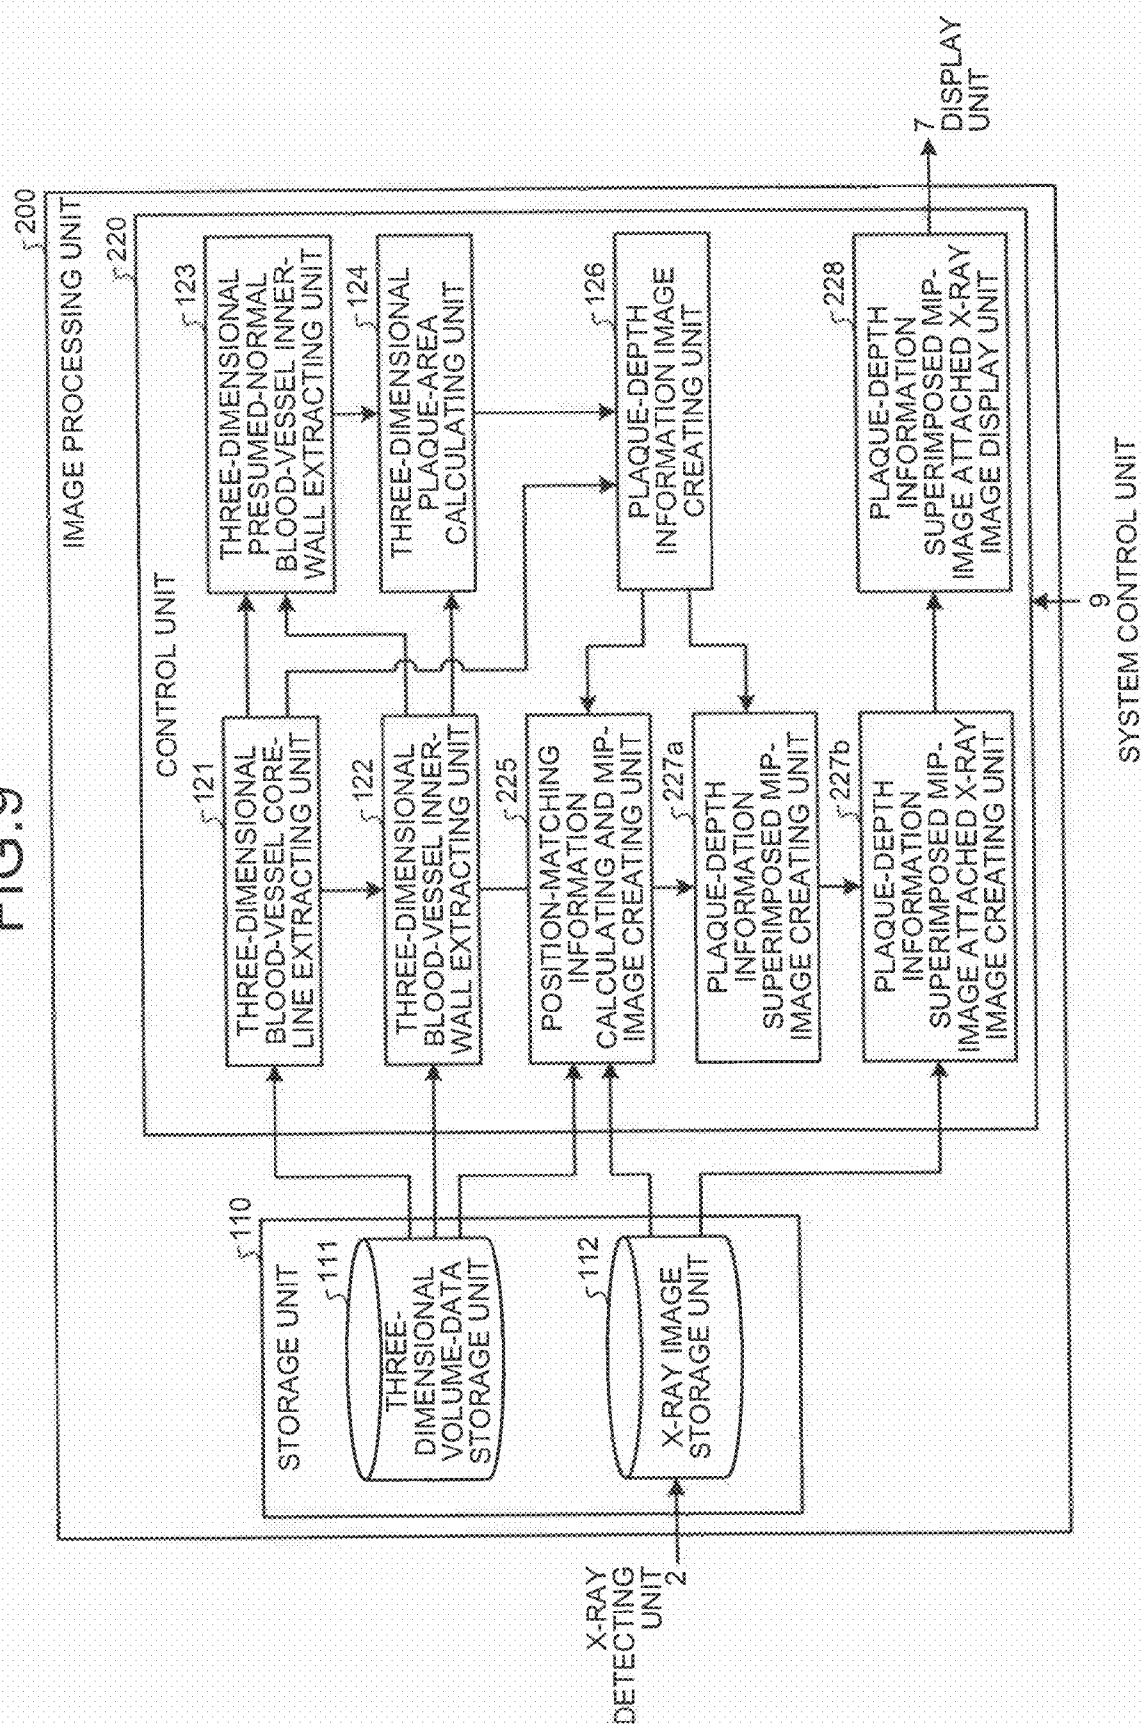 FIG.9
200
IMAGE PROCESSING UNIT
220
CONTROL UNIT
110
STORAGE UNIT
111
THREE-
DIMENSIONAL
VOLUME-DATA
STORAGE UNIT
112
X-RAY IMAGE
STORAGE UNIT
X-RAY
DETECTING
UNIT
2
121
THREE-DIMENSIONAL
BLOOD-VESSEL CORE-
LINE EXTRACTING UNIT
122
THREE-DIMENSIONAL
BLOOD-VESSEL INNER-
WALL EXTRACTING UNIT
225
POSITION-MATCHING
INFORMATION
CALCULATING AND MIP-
IMAGE CREATING UNIT
227a
PLAQUE-DEPTH
INFORMATION
SUPERIMPOSED MIP-
IMAGE CREATING UNIT
227b
PLAQUE-DEPTH
INFORMATION
SUPERIMPOSED MIP-
IMAGE ATTACHED X-RAY
IMAGE CREATING UNIT
123
THREE-DIMENSIONAL
PRESUMED-NORMAL
BLOOD-VESSEL INNER-
WALL EXTRACTING UNIT
124
THREE-DIMENSIONAL
PLAQUE-AREA
CALCULATING UNIT
126
PLAQUE-DEPTH
INFORMATION IMAGE
CREATING UNIT
228
PLAQUE-DEPTH
INFORMATION
SUPERIMPOSED MIP-
IMAGE ATTACHED X-RAY
IMAGE DISPLAY UNIT
7
DISPLAY
UNIT
9
SYSTEM CONTROL UNIT